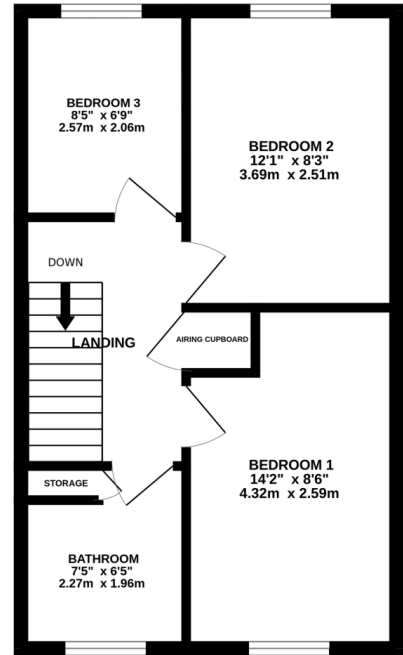 BEDROOM 3
8'5" x 6'9"
2.57m x 2.06m
BEDROOM 2
12'1" x 8'3"
3.69m x 2.51m
DOWN
LANDING
AIRING CUPBOARD
BEDROOM 1
14'2" x 8'6"
4.32m x 2.59m
STORAGE
BATHROOM
7'5" x 6'5"
2.27m x 1.96m